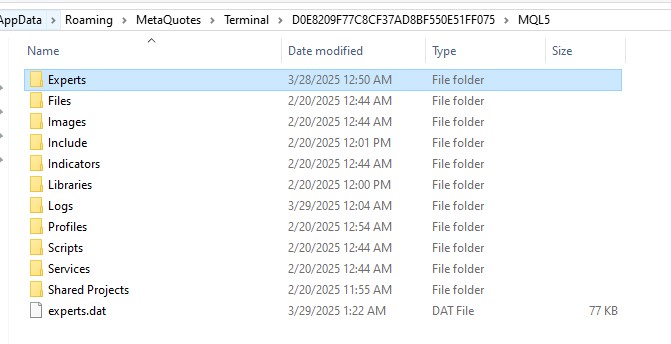 AppData > Roaming > MetaQuotes > Terminal > D0E8209F77C8CF37AD8BF550E51FF075 > MQL5
Name Date modified Type Size
Experts 3/28/2025 12:50 AM File folder
Files 2/20/2025 12:44 AM File folder
Images 2/20/2025 12:44 AM File folder
Include 2/20/2025 12:01 PM File folder
Indicators 2/20/2025 12:44 AM File folder
Libraries 2/20/2025 12:00 PM File folder
Logs 3/29/2025 12:04 AM File folder
Profiles 2/20/2025 12:54 AM File folder
Scripts 2/20/2025 12:44 AM File folder
Services 2/20/2025 12:44 AM File folder
Shared Projects 2/20/2025 11:55 AM File folder
experts.dat 3/29/2025 1:22 AM DAT File 77 KB